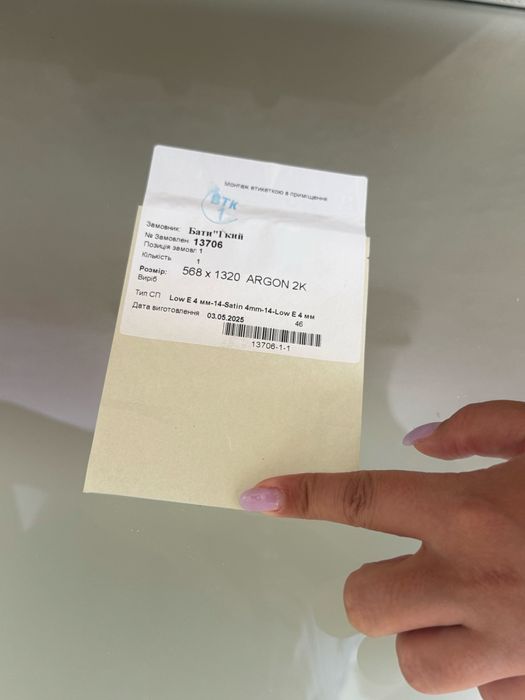 Монтаж етикеткою в приміщення
ВТК
Замовник: Бати"Гкий
№ Замовлен 13706
Позиція замовл 1
Кількість 1
Розмір: 568 x 1320 ARGON 2K
Виріб
Тип СП Low E 4 мм-14-Satin 4mm-14-Low E 4 мм
46
Дата виготовлення 03.05.2025
13706-1-1